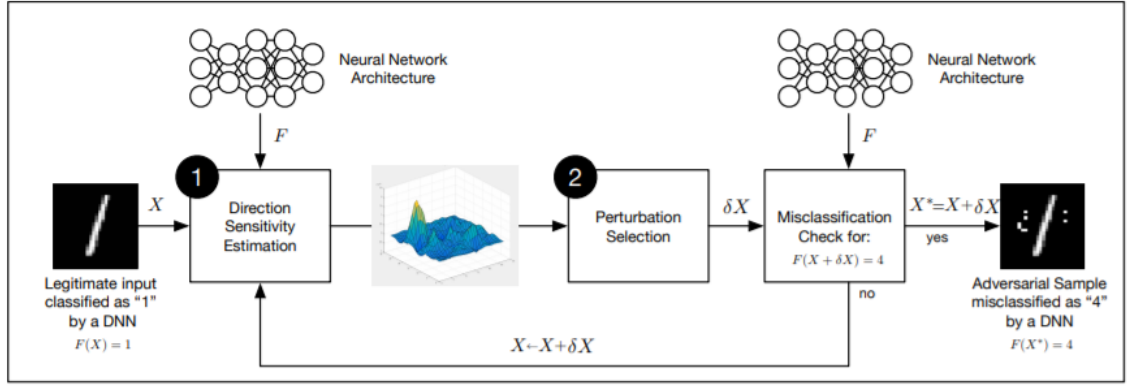 Neural Network
Architecture
Neural Network
Architecture
F
F
1
2
X
Direction
Sensitivity
Estimation
Perturbation
Selection
δX
Misclassification
Check for:
F(X + δX) = 4
X*=X+δX
yes
no
Legitimate input
classified as “1”
by a DNN
F(X) = 1
Adversarial Sample
misclassified as “4”
by a DNN
F(X*) = 4
X←X+δX